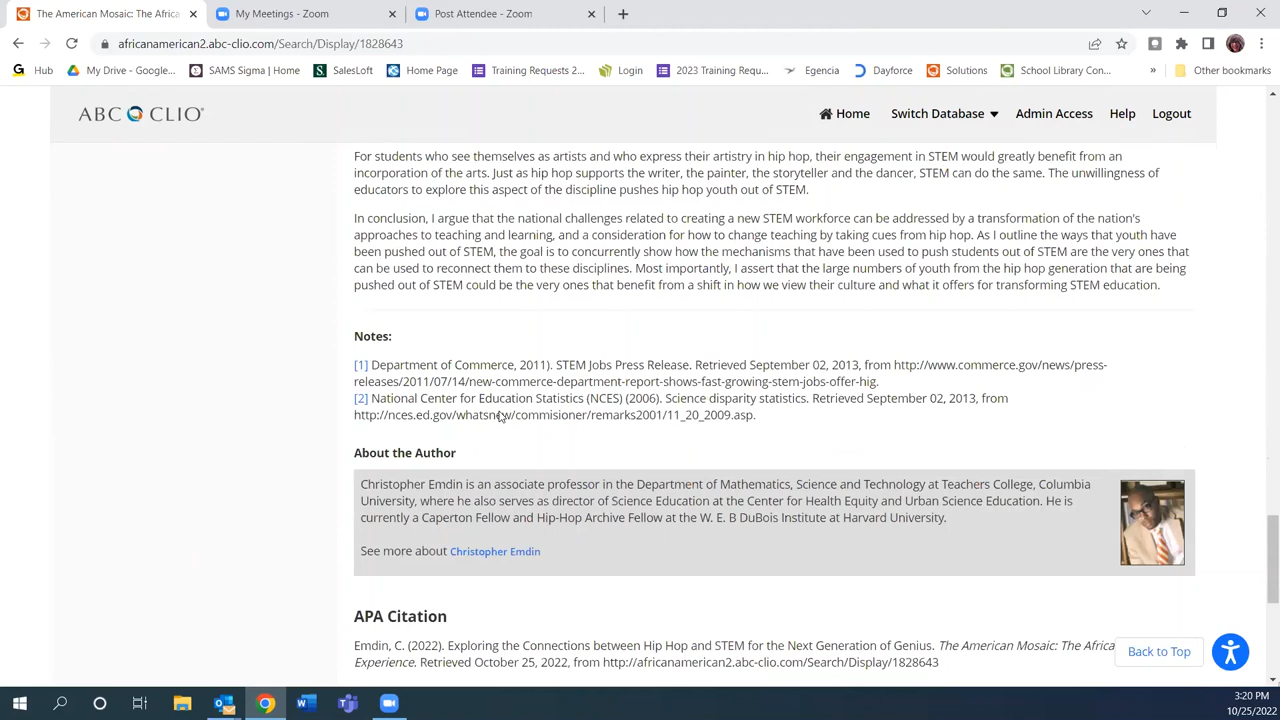 The American Mosaic: The Africa
My Meetings - Zoom
Post Attendee - Zoom
africanamerican2.abc-clio.com/Search/Display/1828643
Hub
My Drive - Google...
SAMS Sigma | Home
SalesLoft
Home Page
Training Requests 2...
Login
2023 Training Requ...
Egencia
Dayforce
Solutions
School Library Con...
»
Other bookmarks
ABC CLIO®
Home
Switch Database
Admin Access
Help
Logout
For students who see themselves as artists and who express their artistry in hip hop, their engagement in STEM would greatly benefit from an
incorporation of the arts. Just as hip hop supports the writer, the painter, the storyteller and the dancer, STEM can do the same. The unwillingness of
educators to explore this aspect of the discipline pushes hip hop youth out of STEM.
In conclusion, I argue that the national challenges related to creating a new STEM workforce can be addressed by a transformation of the nation's
approaches to teaching and learning, and a consideration for how to change teaching by taking cues from hip hop. As I outline the ways that youth have
been pushed out of STEM, the goal is to concurrently show how the mechanisms that have been used to push students out of STEM are the very ones that
can be used to reconnect them to these disciplines. Most importantly, I assert that the large numbers of youth from the hip hop generation that are being
pushed out of STEM could be the very ones that benefit from a shift in how we view their culture and what it offers for transforming STEM education.
Notes:
[1] Department of Commerce, 2011). STEM Jobs Press Release. Retrieved September 02, 2013, from http://www.commerce.gov/news/press-
releases/2011/07/14/new-commerce-department-report-shows-fast-growing-stem-jobs-offer-hig.
[2] National Center for Education Statistics (NCES) (2006). Science disparity statistics. Retrieved September 02, 2013, from
http://nces.ed.gov/whatsnew/commisioner/remarks2001/11_20_2009.asp.
About the Author
Christopher Emdin is an associate professor in the Department of Mathematics, Science and Technology at Teachers College, Columbia
University, where he also serves as director of Science Education at the Center for Health Equity and Urban Science Education. He is
currently a Caperton Fellow and Hip-Hop Archive Fellow at the W. E. B DuBois Institute at Harvard University.
See more about Christopher Emdin
APA Citation
Emdin, C. (2022). Exploring the Connections between Hip Hop and STEM for the Next Generation of Genius. The American Mosaic: The Africa
Experience. Retrieved October 25, 2022, from http://africanamerican2.abc-clio.com/Search/Display/1828643
Back to Top
3:20 PM
10/25/2022